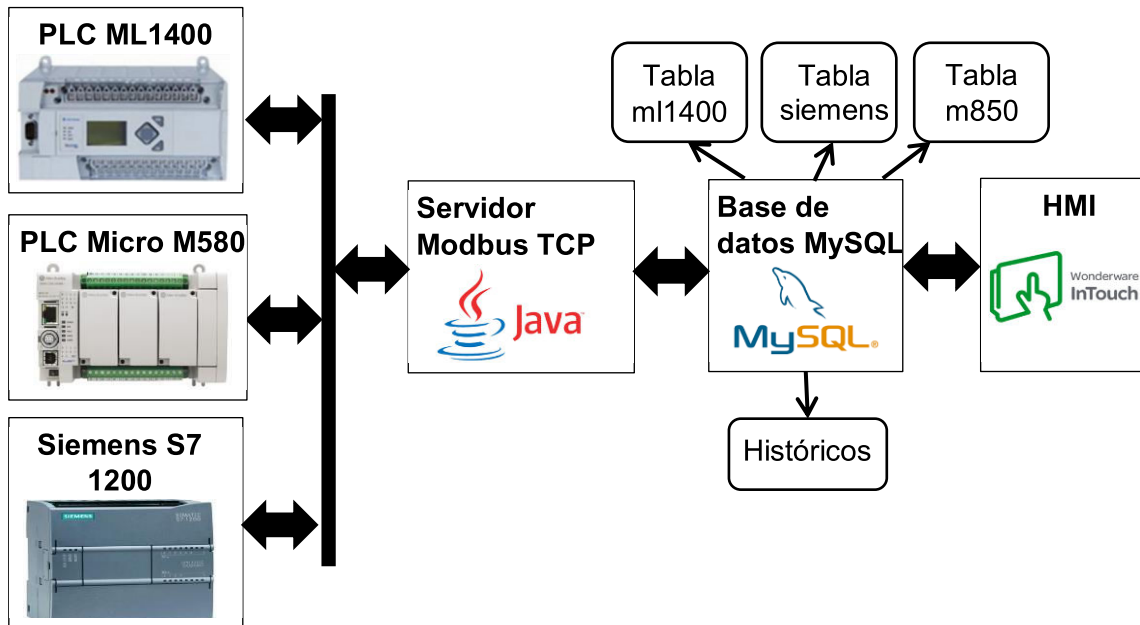 PLC ML1400
PLC Micro M580
Siemens S7
1200
SIEMENS
Servidor
Modbus TCP
Java
Base de
datos MySQL
MySQL
Tabla
ml1400
Tabla
siemens
Tabla
m850
Históricos
HMI
Wonderware
InTouch